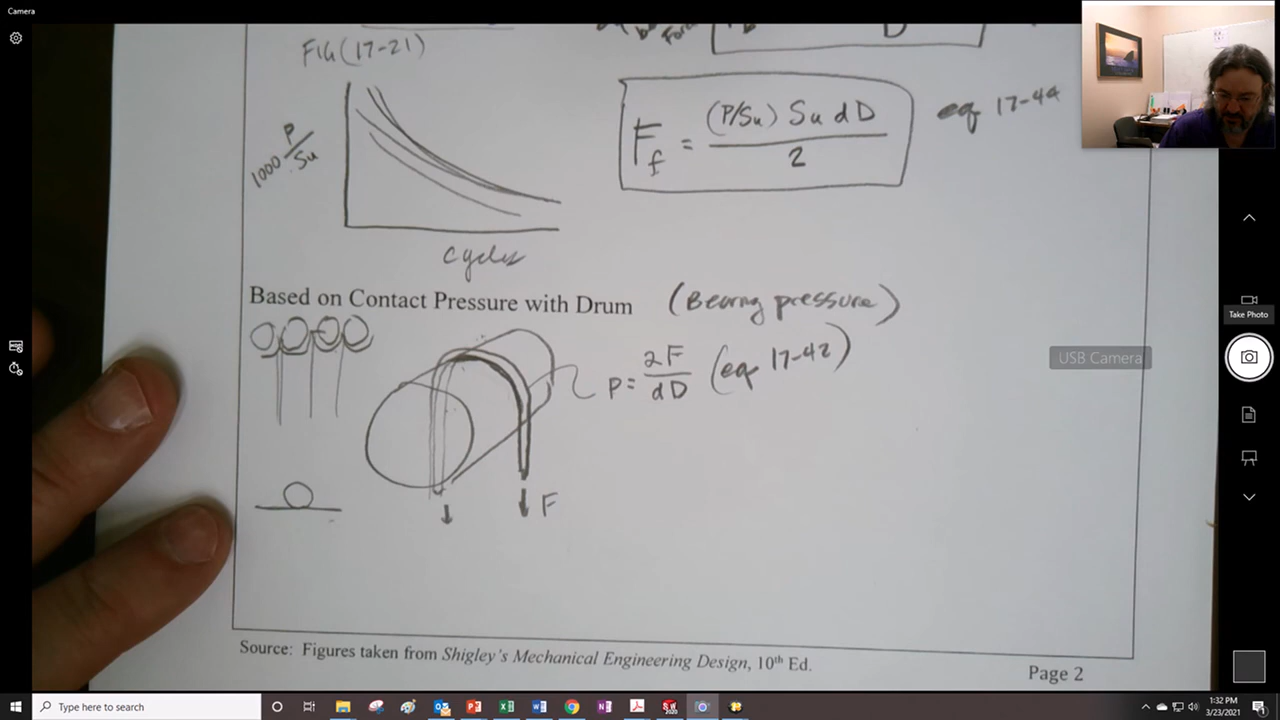 Camera
FIG (17-21)
Force
D
1000 P/Su
cycles
F_f = (P/Su) Su d D / 2
eq 17-44
Based on Contact Pressure with Drum (Bearing pressure)
P = 2F / dD (eq 17-42)
F
Source: Figures taken from Shigley's Mechanical Engineering Design, 10th Ed.
Page 2
Take Photo
USB Camera
Type here to search
1:32 PM
3/23/2021